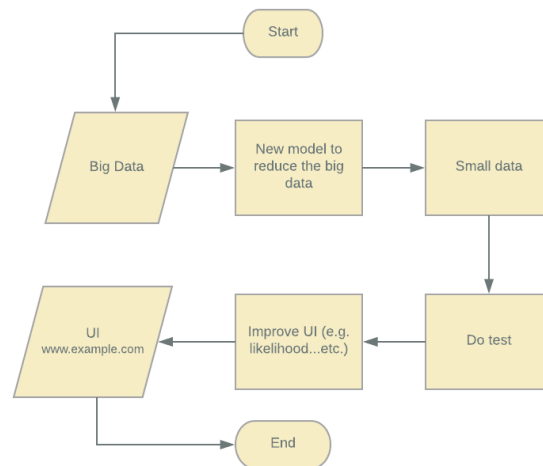 Start
Big Data
New model to
reduce the big
data
Small data
Do test
Improve UI (e.g.
likelihood...etc.)
UI
www.example.com
End